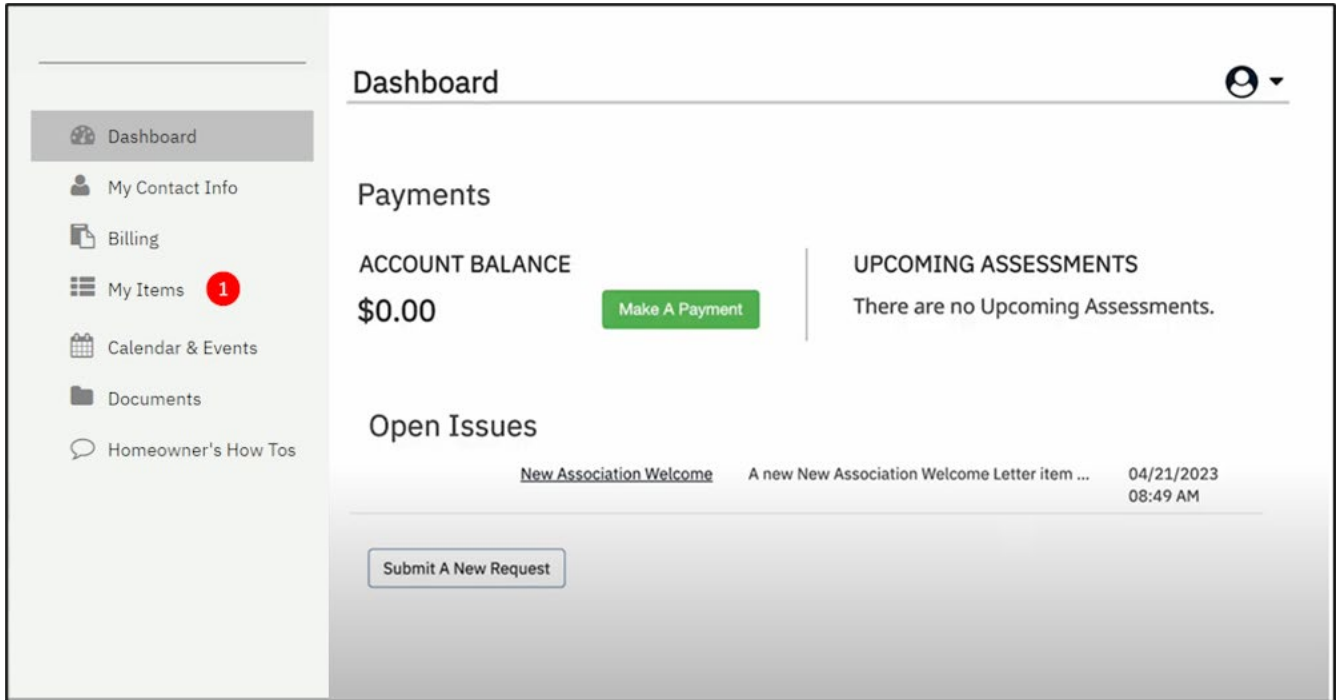 Dashboard
My Contact Info
Billing
My Items 1
Calendar & Events
Documents
Homeowner's How Tos
Dashboard
Payments
ACCOUNT BALANCE
$0.00
Make A Payment
UPCOMING ASSESSMENTS
There are no Upcoming Assessments.
Open Issues
New Association Welcome A new New Association Welcome Letter item ... 04/21/2023
08:49 AM
Submit A New Request